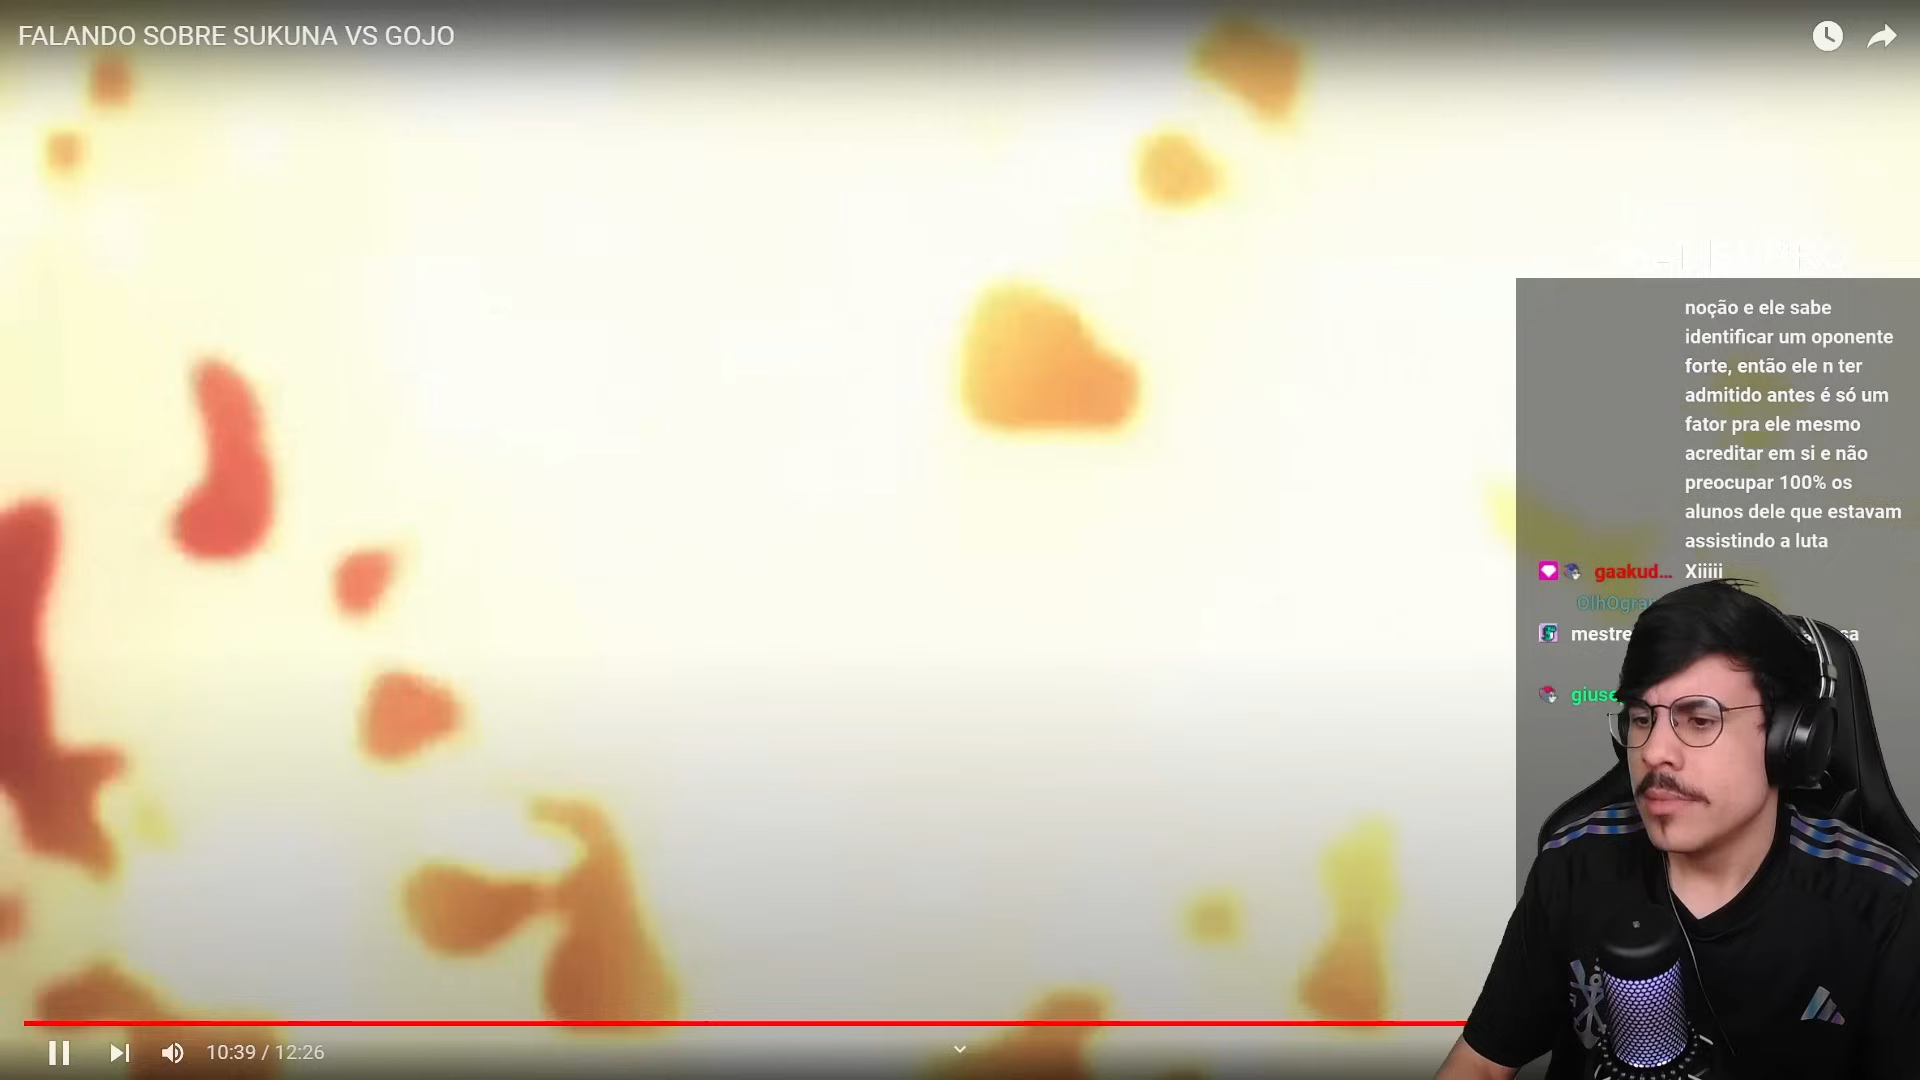 FALANDO SOBRE SUKUNA VS GOJO
noção e ele sabe
identificar um oponente
forte, então ele n ter
admitido antes é só um
fator pra ele mesmo
acreditar em si e não
preocupar 100% os
alunos dele que estavam
assistindo a luta
gaakud... Xiiiii
10:39 / 12:26